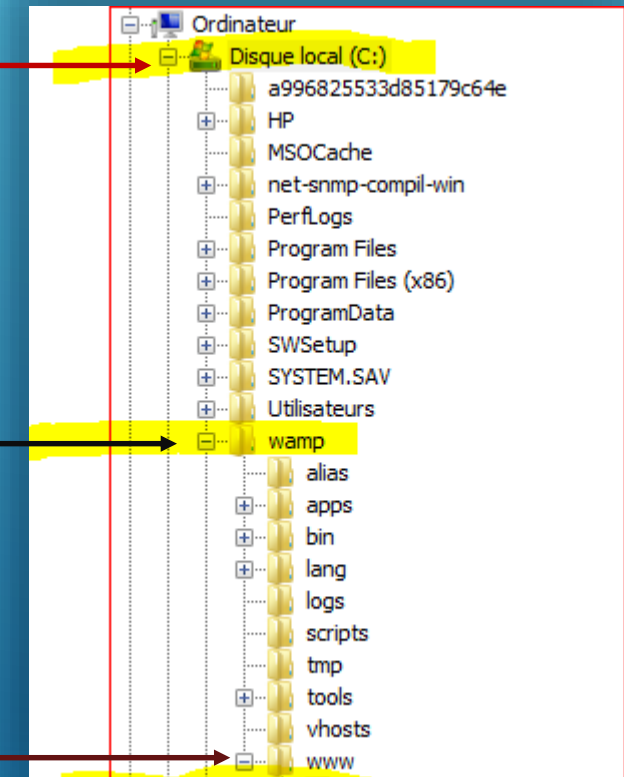 Ordinateur
Disque local (C:)
a996825533d85179c64e
HP
MSOCache
net-snmp-compil-win
PerfLogs
Program Files
Program Files (x86)
ProgramData
SWSetup
SYSTEM.SAV
Utilisateurs
wamp
alias
apps
bin
lang
logs
scripts
tmp
tools
vhosts
www